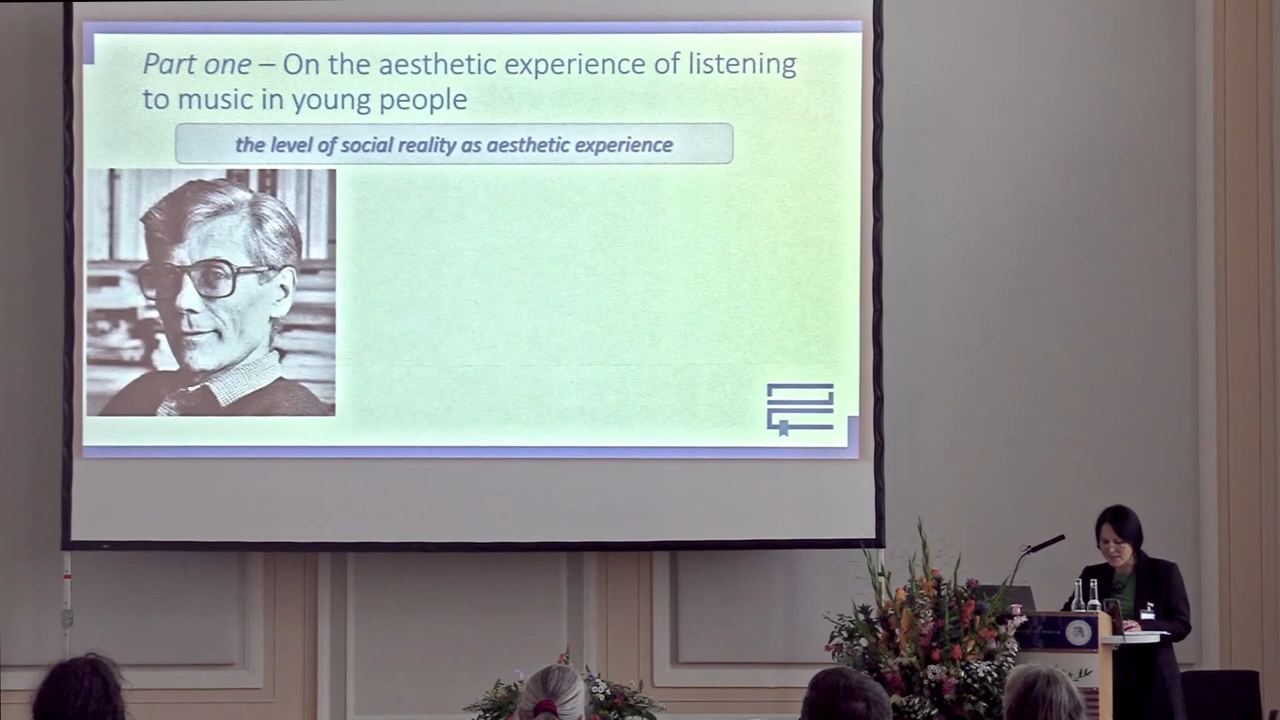 Part one – On the aesthetic experience of listening
to music in young people
the level of social reality as aesthetic experience